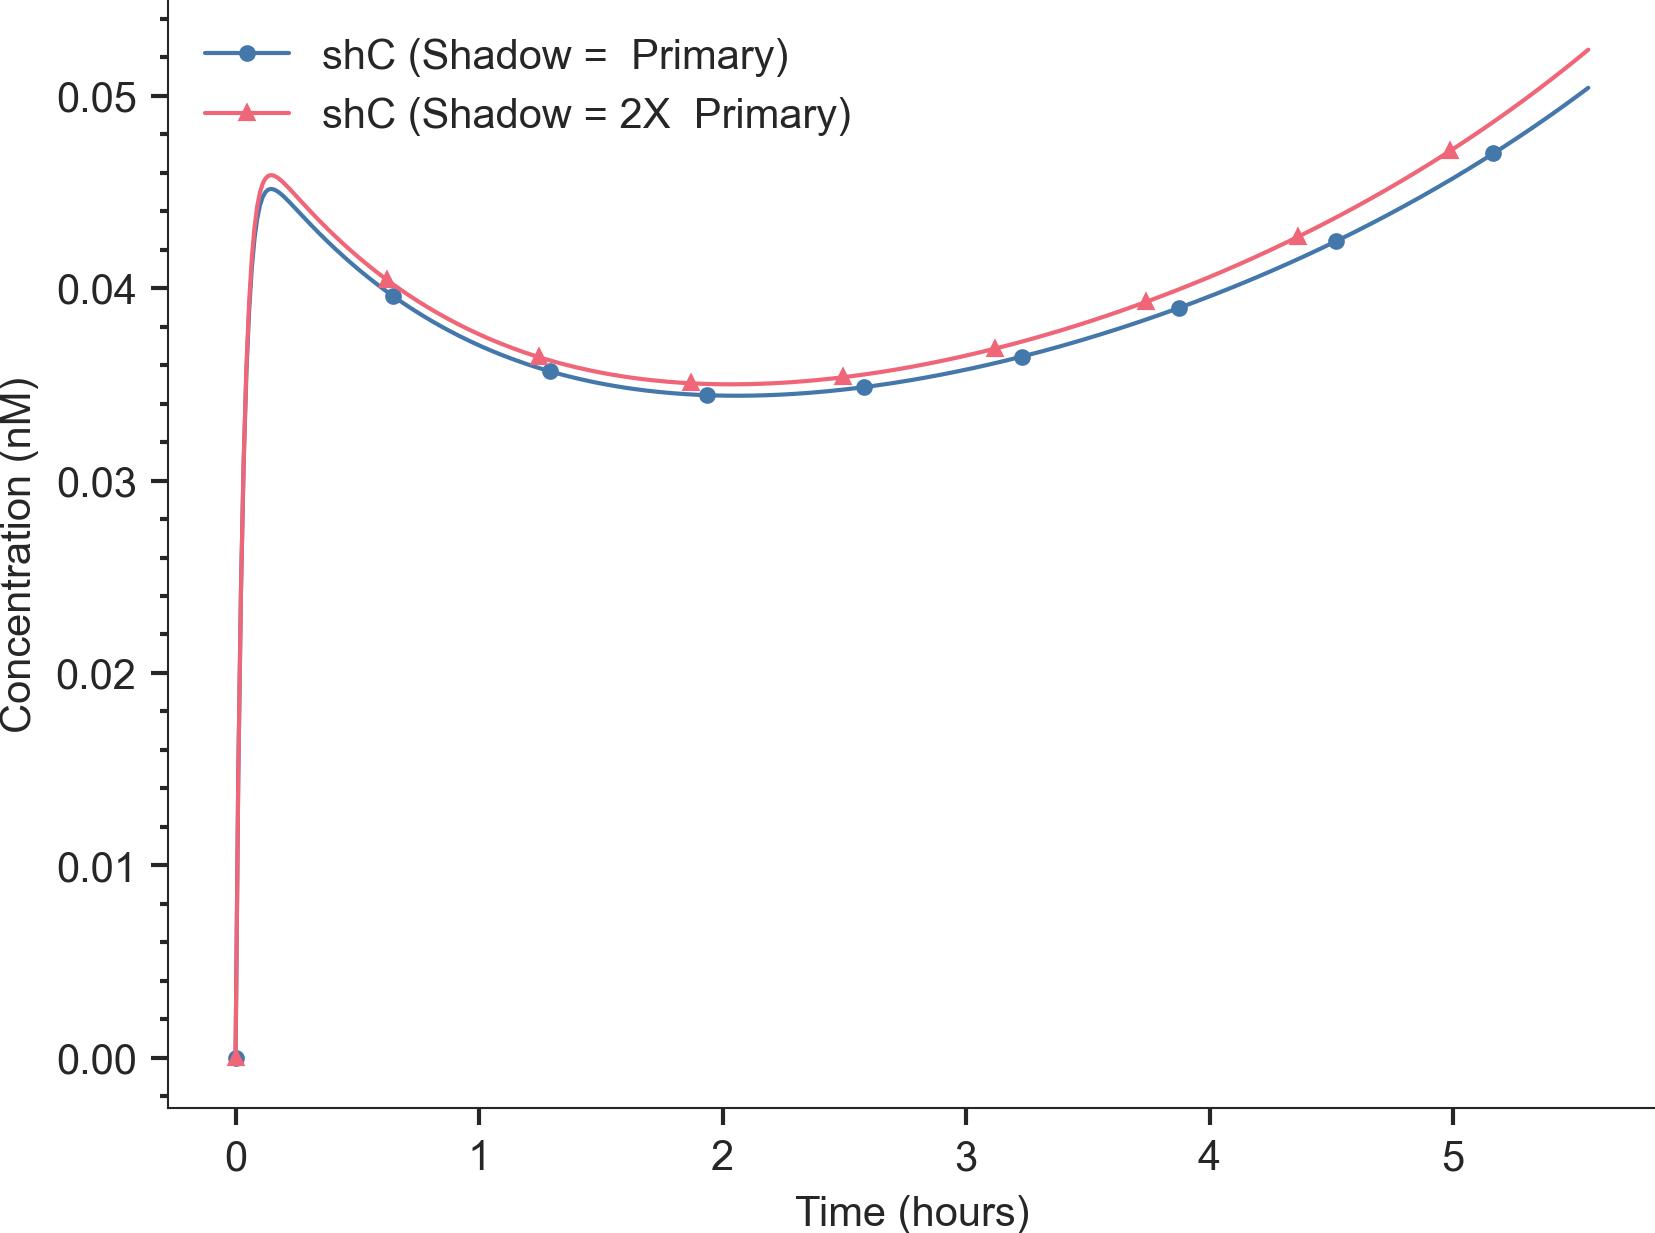 shC (Shadow =  Primary)
shC (Shadow = 2X  Primary)
0.05
0.04
0.03
0.02
0.01
0.00
Concentration (nM)
0 1 2 3 4 5
Time (hours)